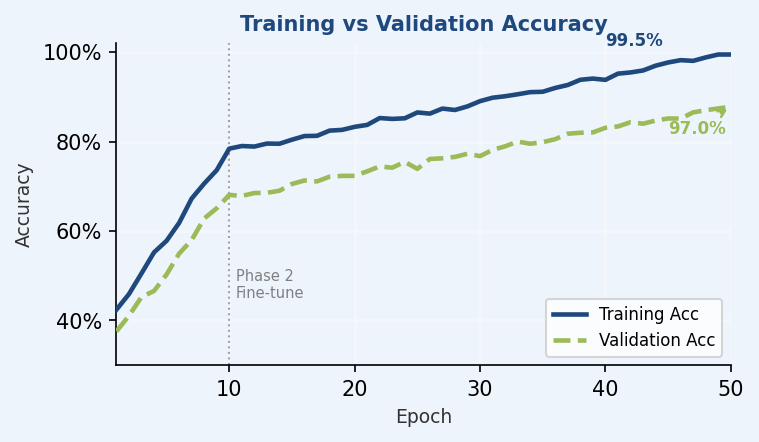 Training vs Validation Accuracy
99.5%
100%
97.0%
80%
60%
40%
Accuracy
Phase 2
Fine-tune
Training Acc
Validation Acc
10
20
30
40
50
Epoch